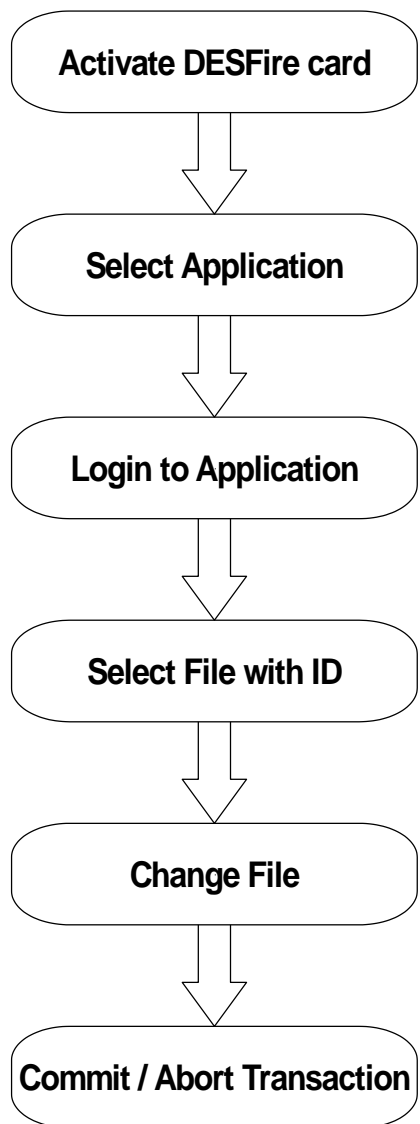 Activate DESFire card
Select Application
Login to Application
Select File with ID
Change File
Commit / Abort Transaction